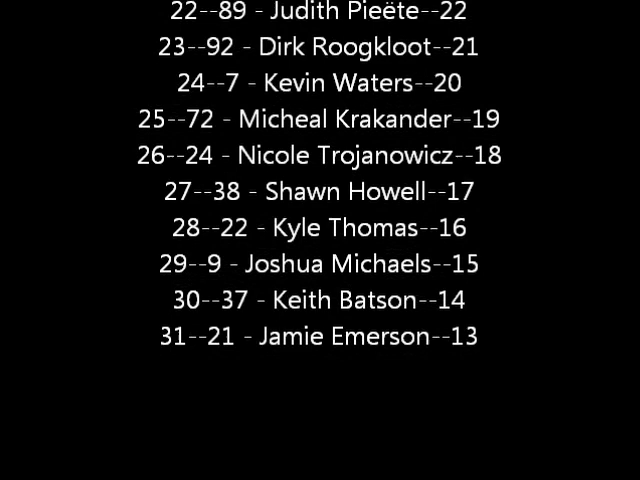 22--89 - Judith Pieëte--22
23--92 - Dirk Roogkloot--21
24--7 - Kevin Waters--20
25--72 - Micheal Krakander--19
26--24 - Nicole Trojanowicz--18
27--38 - Shawn Howell--17
28--22 - Kyle Thomas--16
29--9 - Joshua Michaels--15
30--37 - Keith Batson--14
31--21 - Jamie Emerson--13